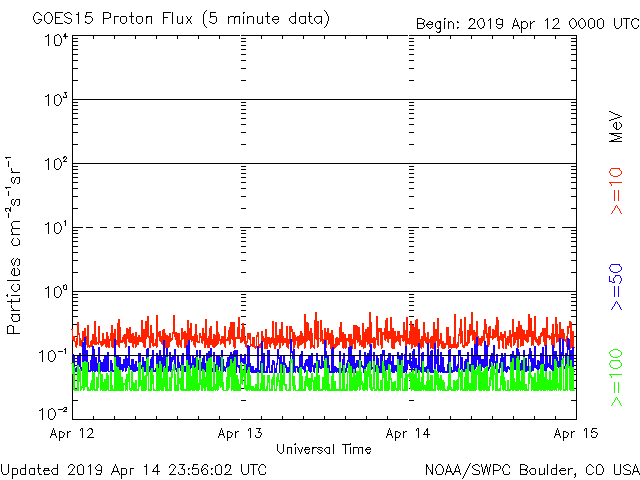 GOES15 Proton Flux (5 minute data)
Begin: 2019 Apr 12 0000 UTC
10⁴
10³
10²
10¹
10⁰
10⁻¹
10⁻²
Particles cm⁻²s⁻¹sr⁻¹
MeV
>=10
>=50
>=100
Apr 12 Apr 13 Apr 14 Apr 15
Universal Time
Updated 2019 Apr 14 23:56:02 UTC
NOAA/SWPC Boulder, CO USA